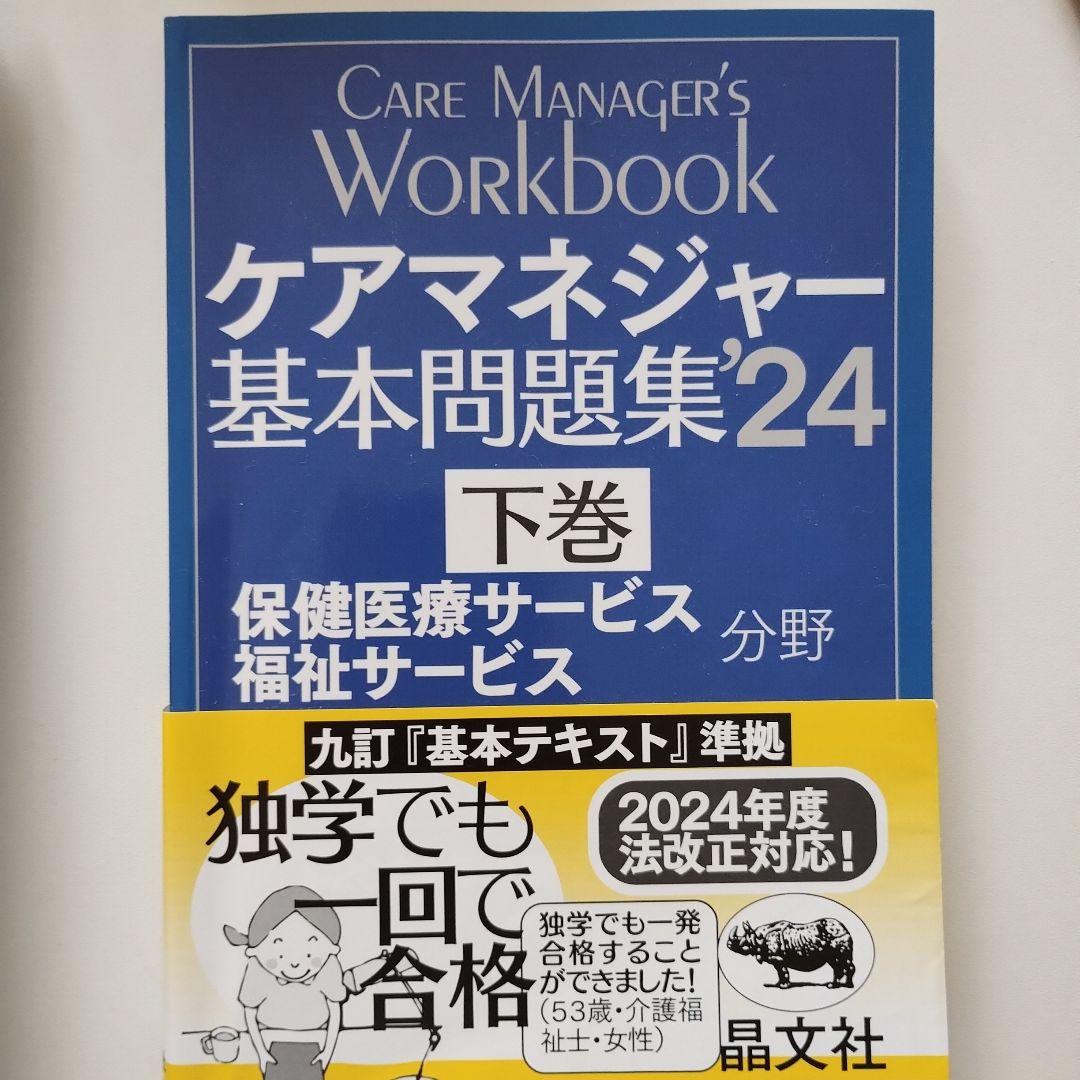 CARE MANAGER'S
WORKbOOK
ケアマネジャー
基本問題集'24
下巻
保健医療サービス
福祉サービス
分野
九訂『基本テキスト』準拠
独学でも
一回で
合格
2024年度
法改正対応!
独学でも一発
合格すること
ができました!
(53歳・介護福
祉士・女性)
晶文社